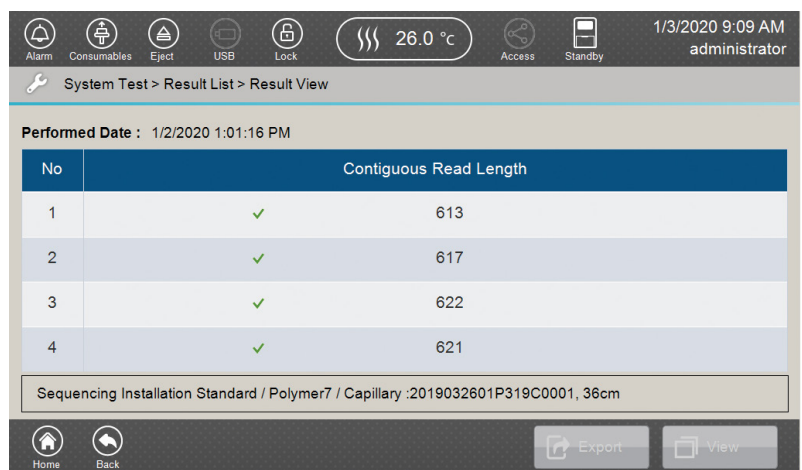 1/3/2020 9:09 AM
26.0 °c
administrator
Alarm Consumables Eject USB Lock Access Standby
System Test > Result List > Result View
Performed Date : 1/2/2020 1:01:16 PM
No Contiguous Read Length
1 ✓ 613
2 ✓ 617
3 ✓ 622
4 ✓ 621
Sequencing Installation Standard / Polymer7 / Capillary :2019032601P319C0001, 36cm
Export View
Home Back